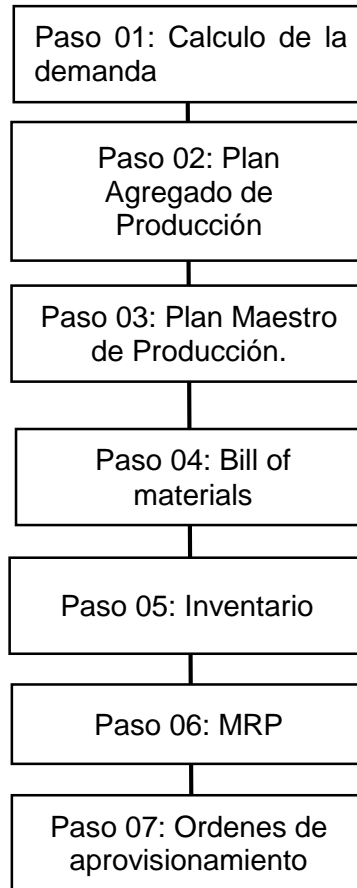 Paso 01: Calculo de la
demanda
Paso 02: Plan
Agregado de
Producción
Paso 03: Plan Maestro
de Producción.
Paso 04: Bill of
materials
Paso 05: Inventario
Paso 06: MRP
Paso 07: Ordenes de
aprovisionamiento